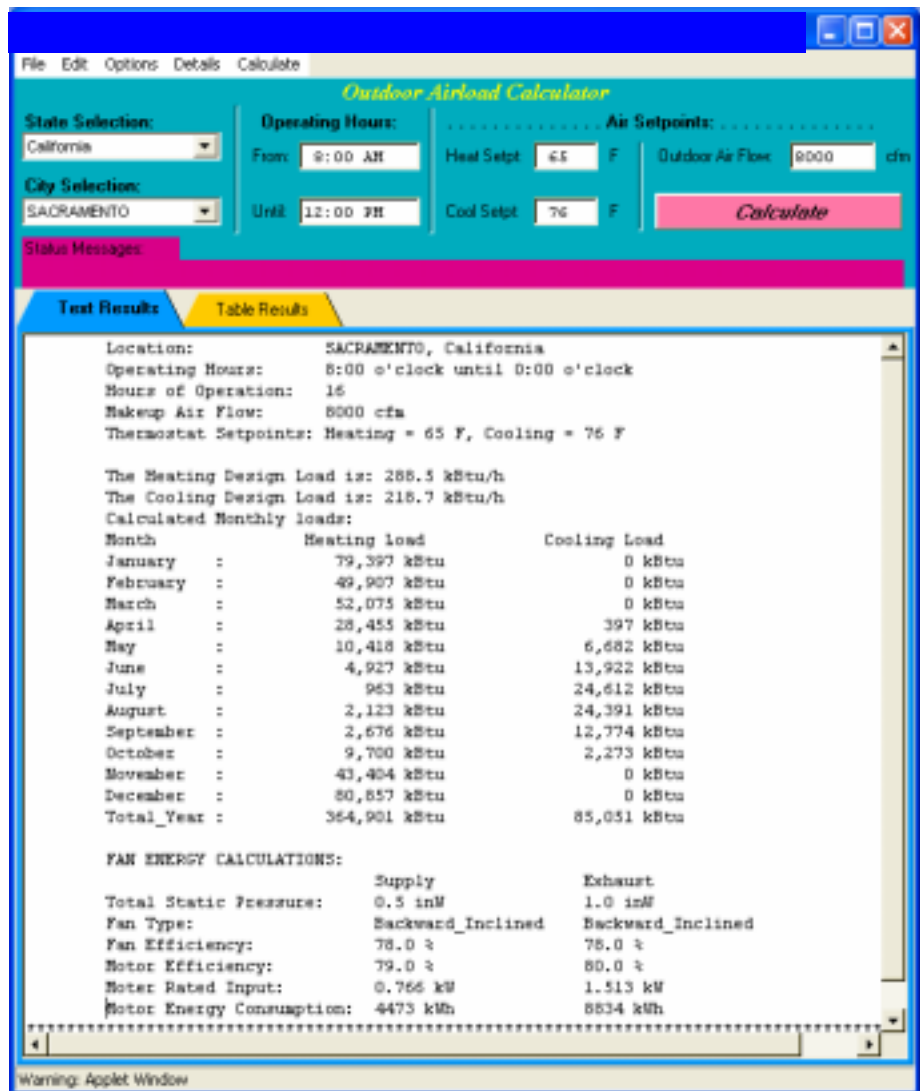 File Edit Options Details Calculate
Outdoor Airload Calculator
State Selection:
California
City Selection:
SACRAMENTO
Operating Hours:
From: 8:00 AM
Until: 12:00 PM
. . . . . . . . . . . . . . Air Setpoints: . . . . . . . . . . . . . .
Heat Setpt: 65 F
Cool Setpt: 76 F
Outdoor Air Flow: 8000 cfm
Calculate
Status Messages:
Text Results
Table Results
Location: SACRAMENTO, California
Operating Hours: 8:00 o'clock until 0:00 o'clock
Hours of Operation: 16
Makeup Air Flow: 8000 cfm
Thermostat Setpoints: Heating = 65 F, Cooling = 76 F
The Heating Design Load is: 288.5 kBtu/h
The Cooling Design Load is: 218.7 kBtu/h
Calculated Monthly loads:
Month Heating load Cooling Load
January : 79,397 kBtu 0 kBtu
February : 49,907 kBtu 0 kBtu
March : 52,075 kBtu 0 kBtu
April : 28,455 kBtu 397 kBtu
May : 10,418 kBtu 6,682 kBtu
June : 4,927 kBtu 13,922 kBtu
July : 963 kBtu 24,612 kBtu
August : 2,123 kBtu 24,391 kBtu
September : 2,676 kBtu 12,774 kBtu
October : 9,700 kBtu 2,273 kBtu
November : 43,404 kBtu 0 kBtu
December : 80,857 kBtu 0 kBtu
Total_Year : 364,901 kBtu 85,051 kBtu
FAN ENERGY CALCULATIONS:
Supply Exhaust
Total Static Pressure: 0.5 inW 1.0 inW
Fan Type: Backward_Inclined Backward_Inclined
Fan Efficiency: 78.0 % 78.0 %
Motor Efficiency: 79.0 % 80.0 %
Moter Rated Input: 0.766 kW 1.513 kW
Motor Energy Consumption: 4473 kWh 8834 kWh
Warning: Applet Window